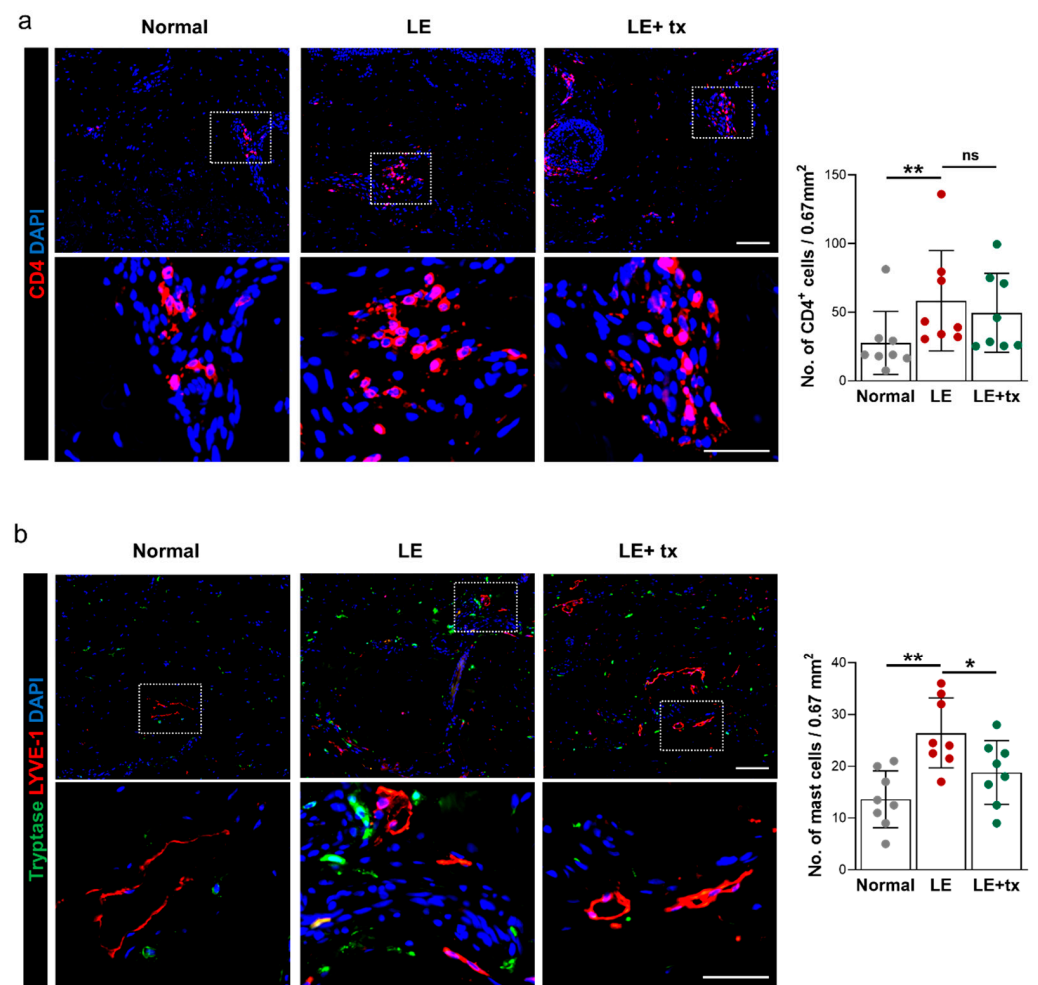 a
Normal
LE
LE+ tx
CD4 DAPI
No. of CD4⁺ cells / 0.67mm²
150
100
50
0
**
ns
Normal
LE
LE+tx
b
Normal
LE
LE+ tx
Tryptase LYVE-1 DAPI
No. of mast cells / 0.67 mm²
40
30
20
10
0
**
*
Normal
LE
LE+tx